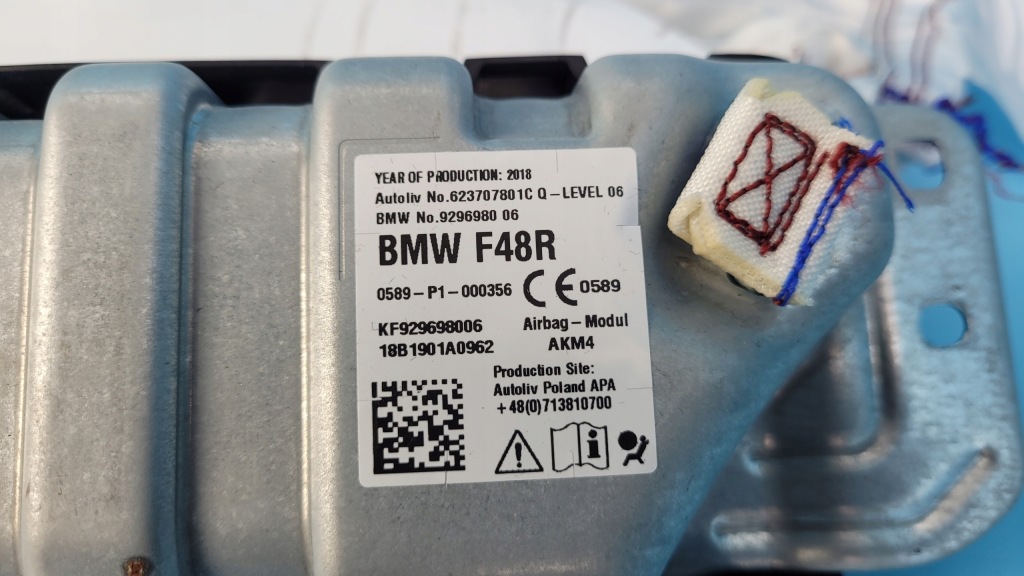 YEAR OF PRODUCTION: 2018
Autoliv No.623707801C Q-LEVEL 06
BMW No.9296980 06
BMW F48R
0589-P1-000356 CE 0589
KF929698006 Airbag-Modul
18B1901A0962 AKM4
Production Site:
Autoliv Poland APA
+48(0)713810700